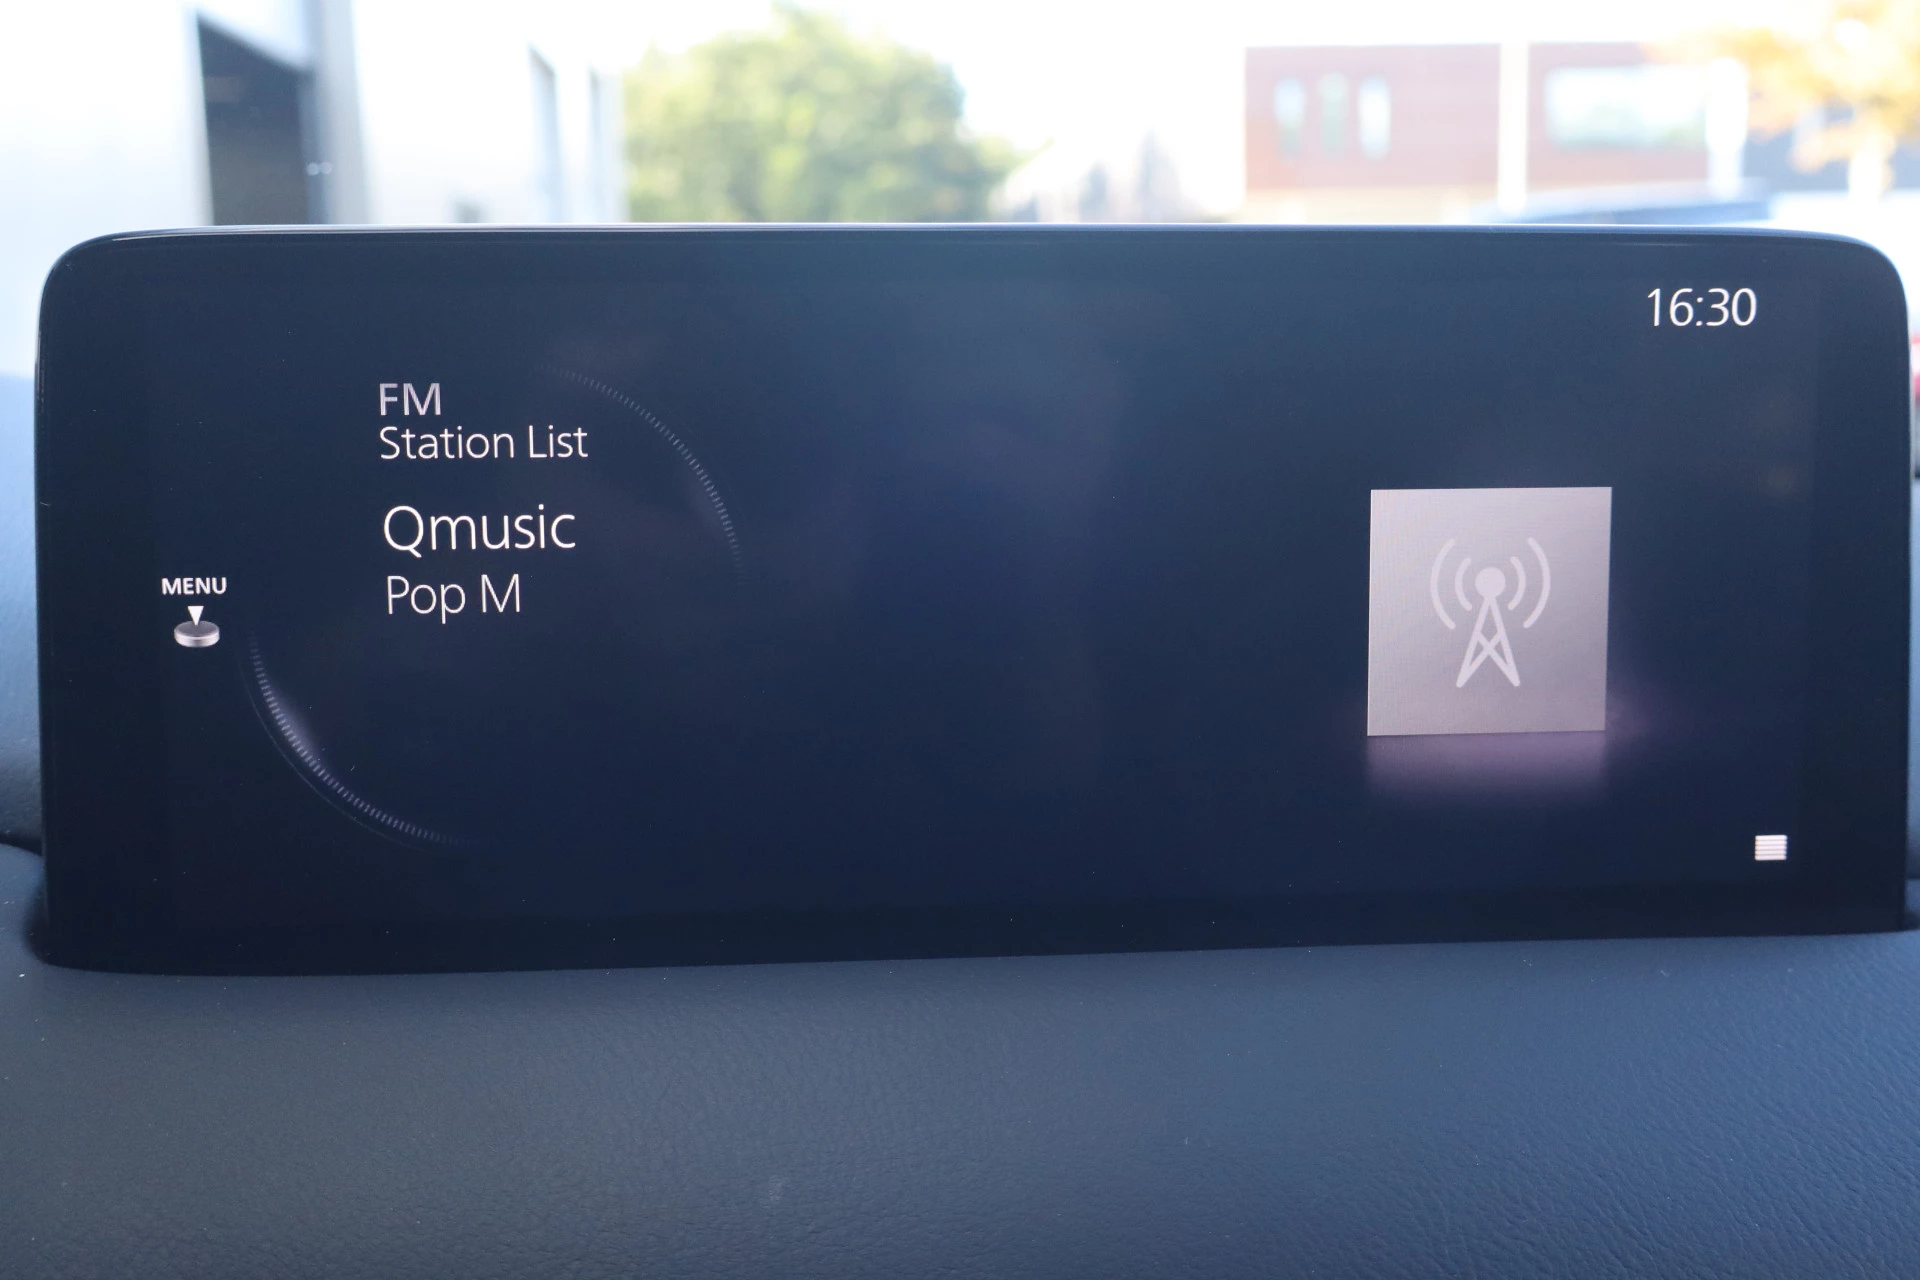 16:30
FM
Station List
Qmusic
Pop M
MENU